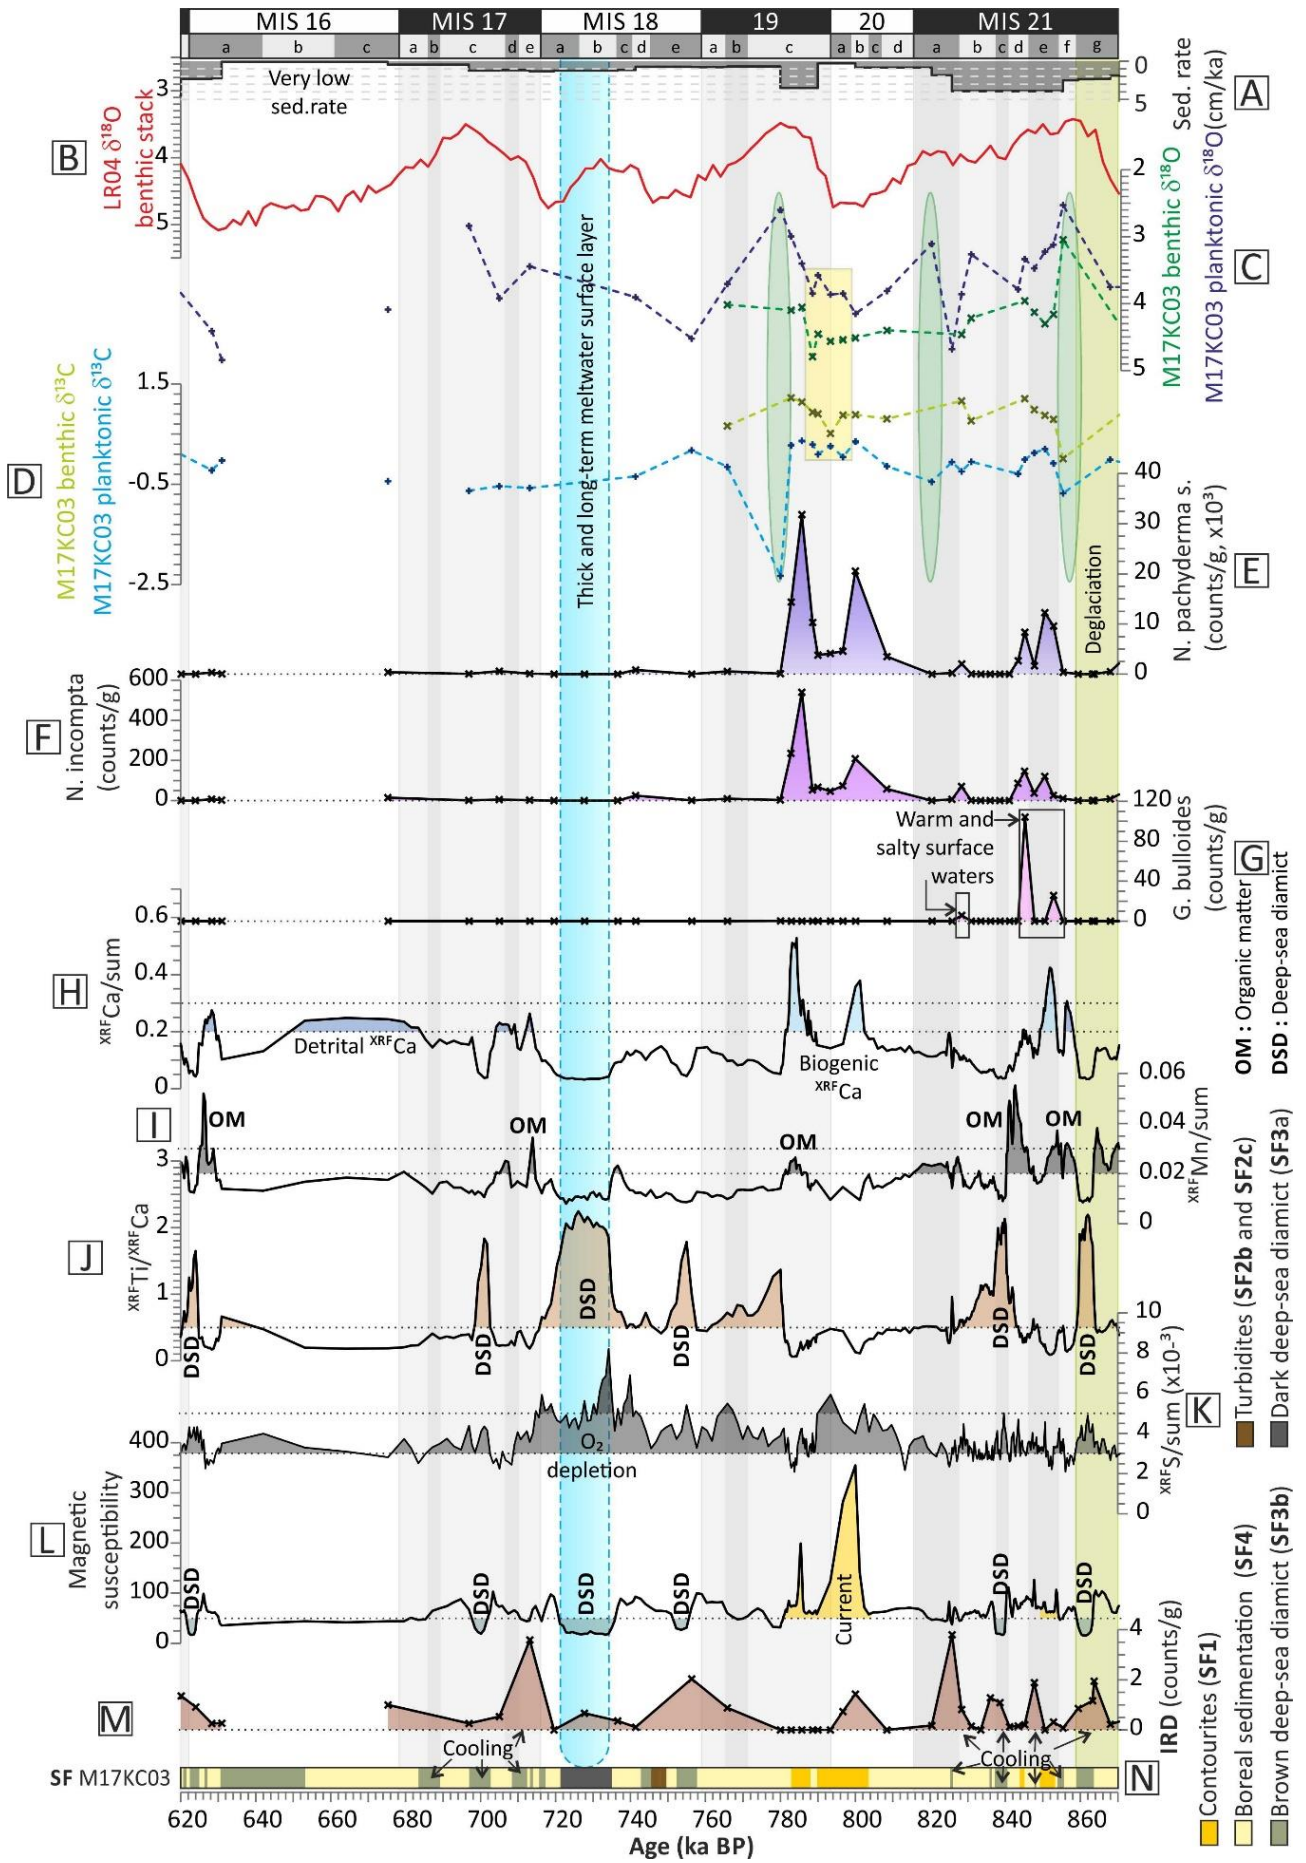 MIS 16 MIS 17 MIS 18 19 20 MIS 21
a b c a b c d e a b c d e a b c a b c d a b c d e f g
Very low
sed.rate
3
4
5
0
5
Sed. rate
(cm/ka)
A
B
LR04 δ¹⁸O
benthic stack
2
3
4
5
M17KC03 benthic δ¹⁸O
M17KC03 planktonic δ¹⁸O
C
Thick and long-term meltwater surface layer
1.5
-0.5
-2.5
M17KC03 benthic δ¹³C
M17KC03 planktonic δ¹³C
D
40
30
20
10
0
N. pachyderma s.
(counts/g, x10³)
E
Deglaciation
600
400
200
0
N. incompta
(counts/g)
F
120
80
40
0
G. bulloides
(counts/g)
G
Warm and
salty surface
waters
0.6
0.4
0.2
0
XRFCa/sum
H
Detrital XRFCa
Biogenic
XRFCa
OM : Organic matter
DSD : Deep-sea diamict
0.06
0.04
0.02
0
XRFMn/sum
I
OM OM OM OM OM
3
2
1
0
XRFTi/XRFCa
J
DSD DSD DSD DSD DSD DSD
10
8
6
4
2
0
XRFS/sum (x10⁻³)
K
O₂
depletion
400
300
200
100
0
Magnetic
susceptibility
L
DSD DSD DSD DSD DSD DSD
Current
4
2
0
IRD (counts/g)
M
Cooling
Cooling
SF M17KC03
N
620 640 660 680 700 720 740 760 780 800 820 840 860
Age (ka BP)
Contourites (SF1)
Boreal sedimentation (SF4)
Brown deep-sea diamict (SF3b)
Turbidites (SF2b and SF2c)
Dark deep-sea diamict (SF3a)